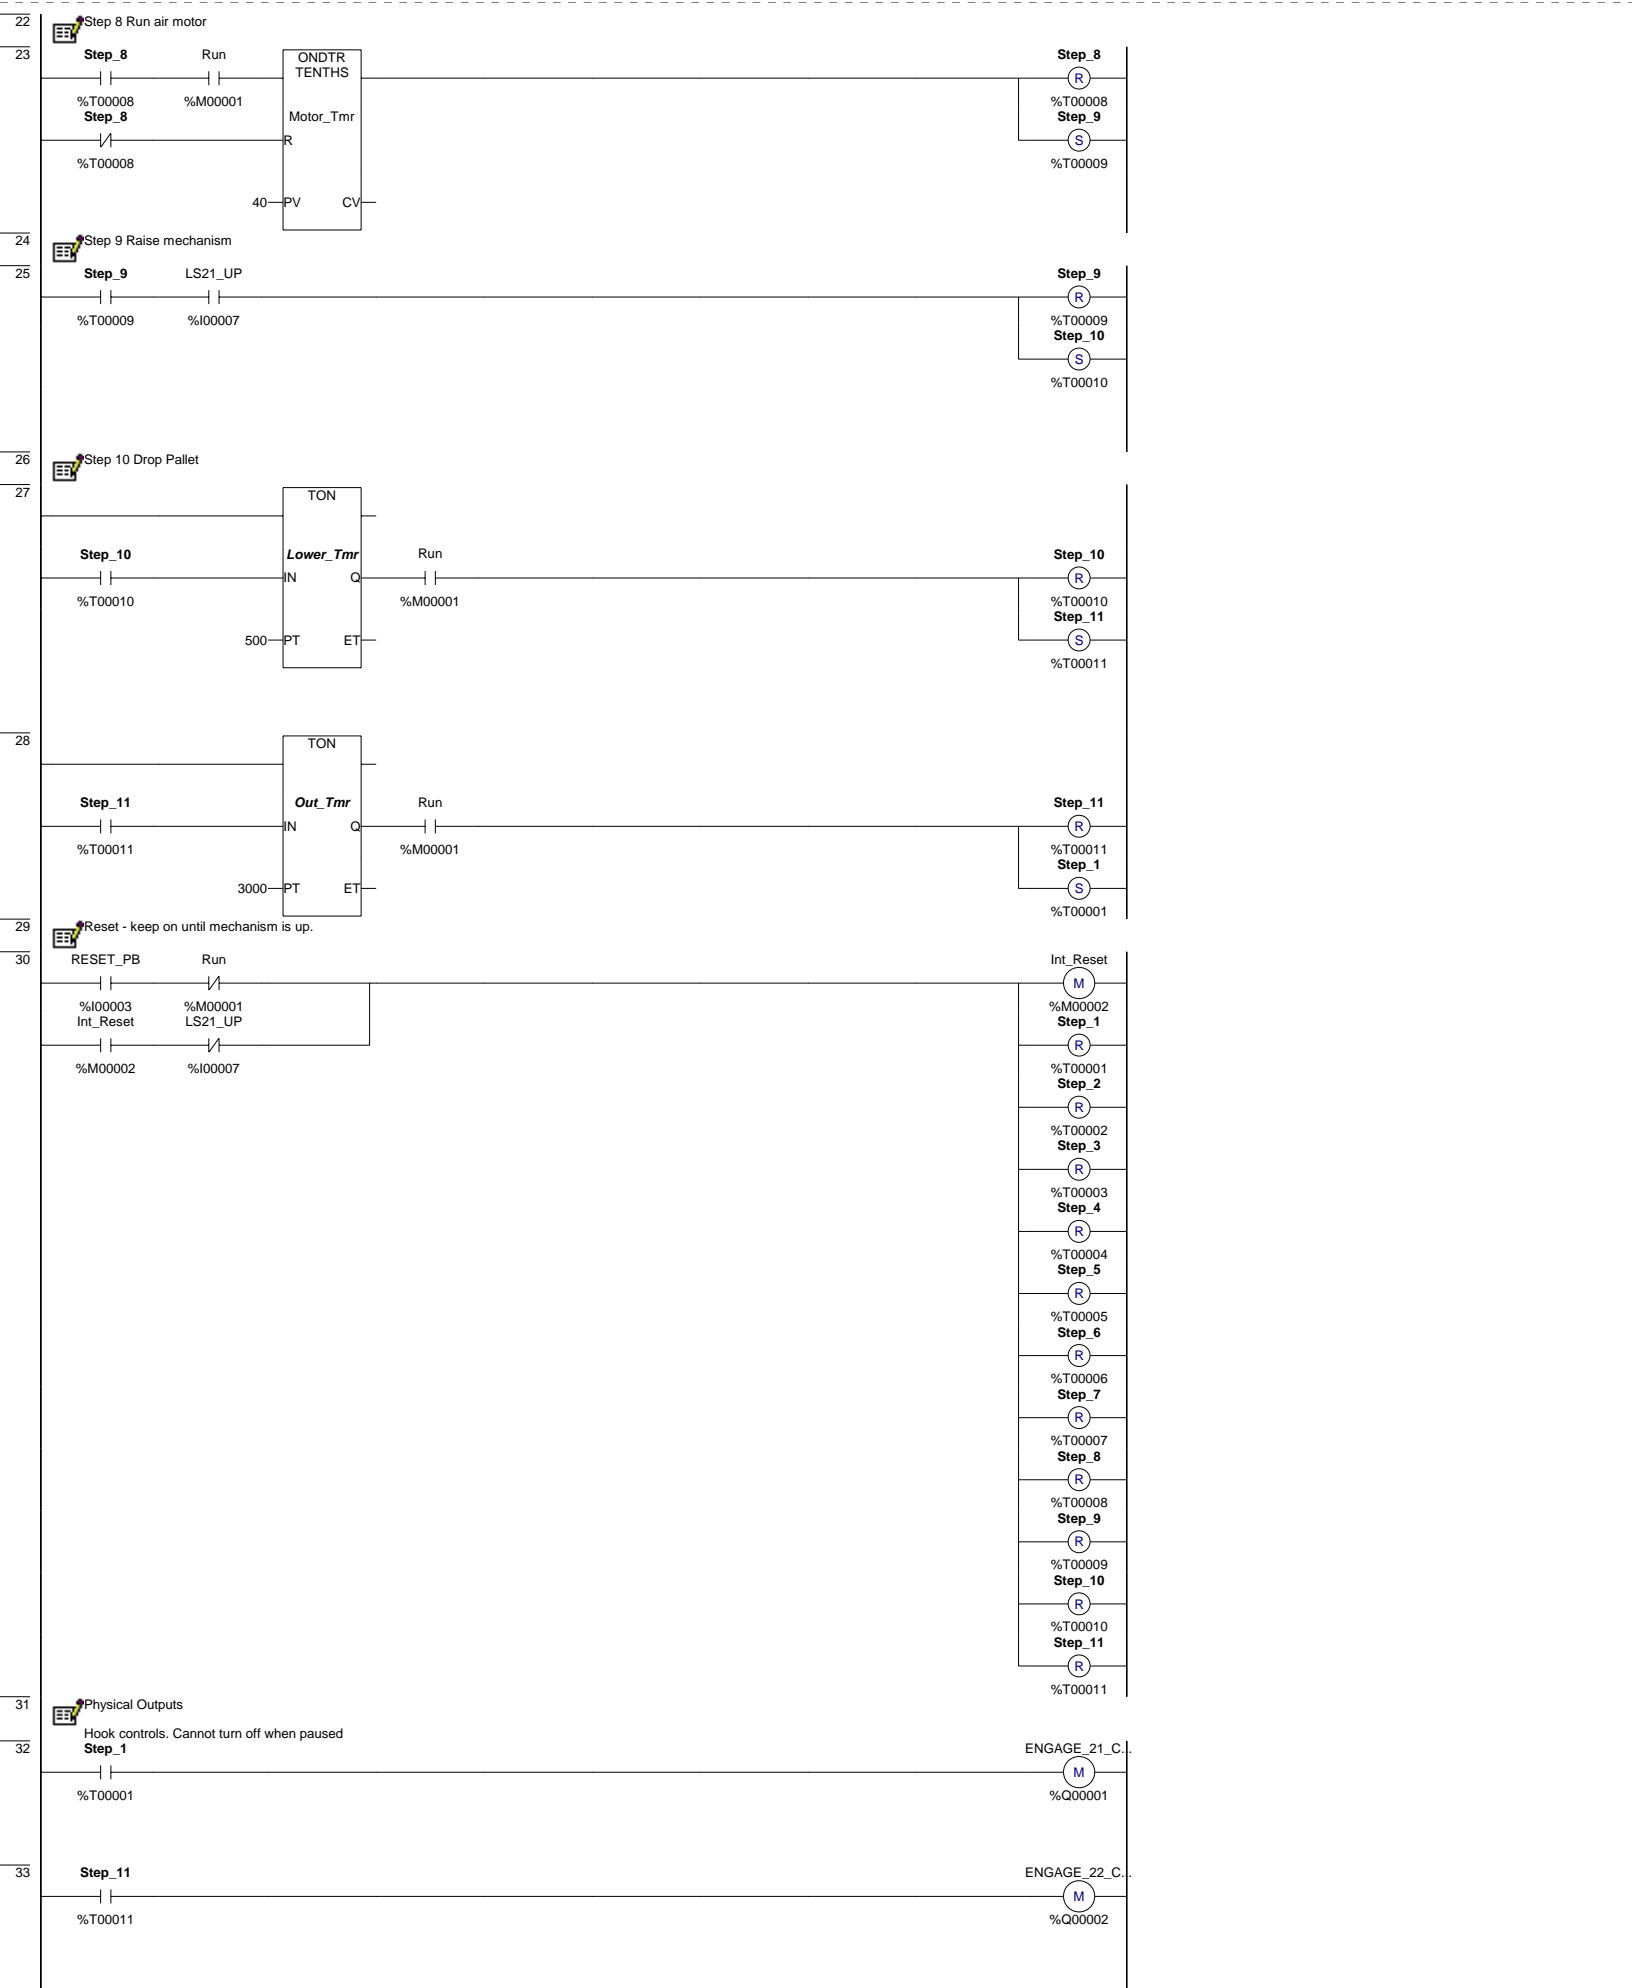 22
Step 8 Run air motor
23
Step_8 Run ONDTR Step_8
TENTHS
R
%T00008 %M00001 %T00008
Step_8 Motor_Tmr Step_9
R S
%T00008 %T00009
40 PV CV
24
Step 9 Raise mechanism
25
Step_9 LS21_UP Step_9
R
%T00009 %I00007 %T00009
Step_10
S
%T00010
26
Step 10 Drop Pallet
27
TON
Step_10 Lower_Tmr Run Step_10
IN Q R
%T00010 %M00001 %T00010
Step_11
500 PT ET S
%T00011
28
TON
Step_11 Out_Tmr Run Step_11
IN Q R
%T00011 %M00001 %T00011
Step_1
3000 PT ET S
%T00001
29
Reset - keep on until mechanism is up.
30
RESET_PB Run Int_Reset
M
%I00003 %M00001 %M00002
Int_Reset LS21_UP Step_1
R
%M00002 %I00007 %T00001
Step_2
R
%T00002
Step_3
R
%T00003
Step_4
R
%T00004
Step_5
R
%T00005
Step_6
R
%T00006
Step_7
R
%T00007
Step_8
R
%T00008
Step_9
R
%T00009
Step_10
R
%T00010
Step_11
R
%T00011
31
Physical Outputs
Hook controls. Cannot turn off when paused
32
Step_1 ENGAGE_21_C...
M
%T00001 %Q00001
33
Step_11 ENGAGE_22_C...
M
%T00011 %Q00002